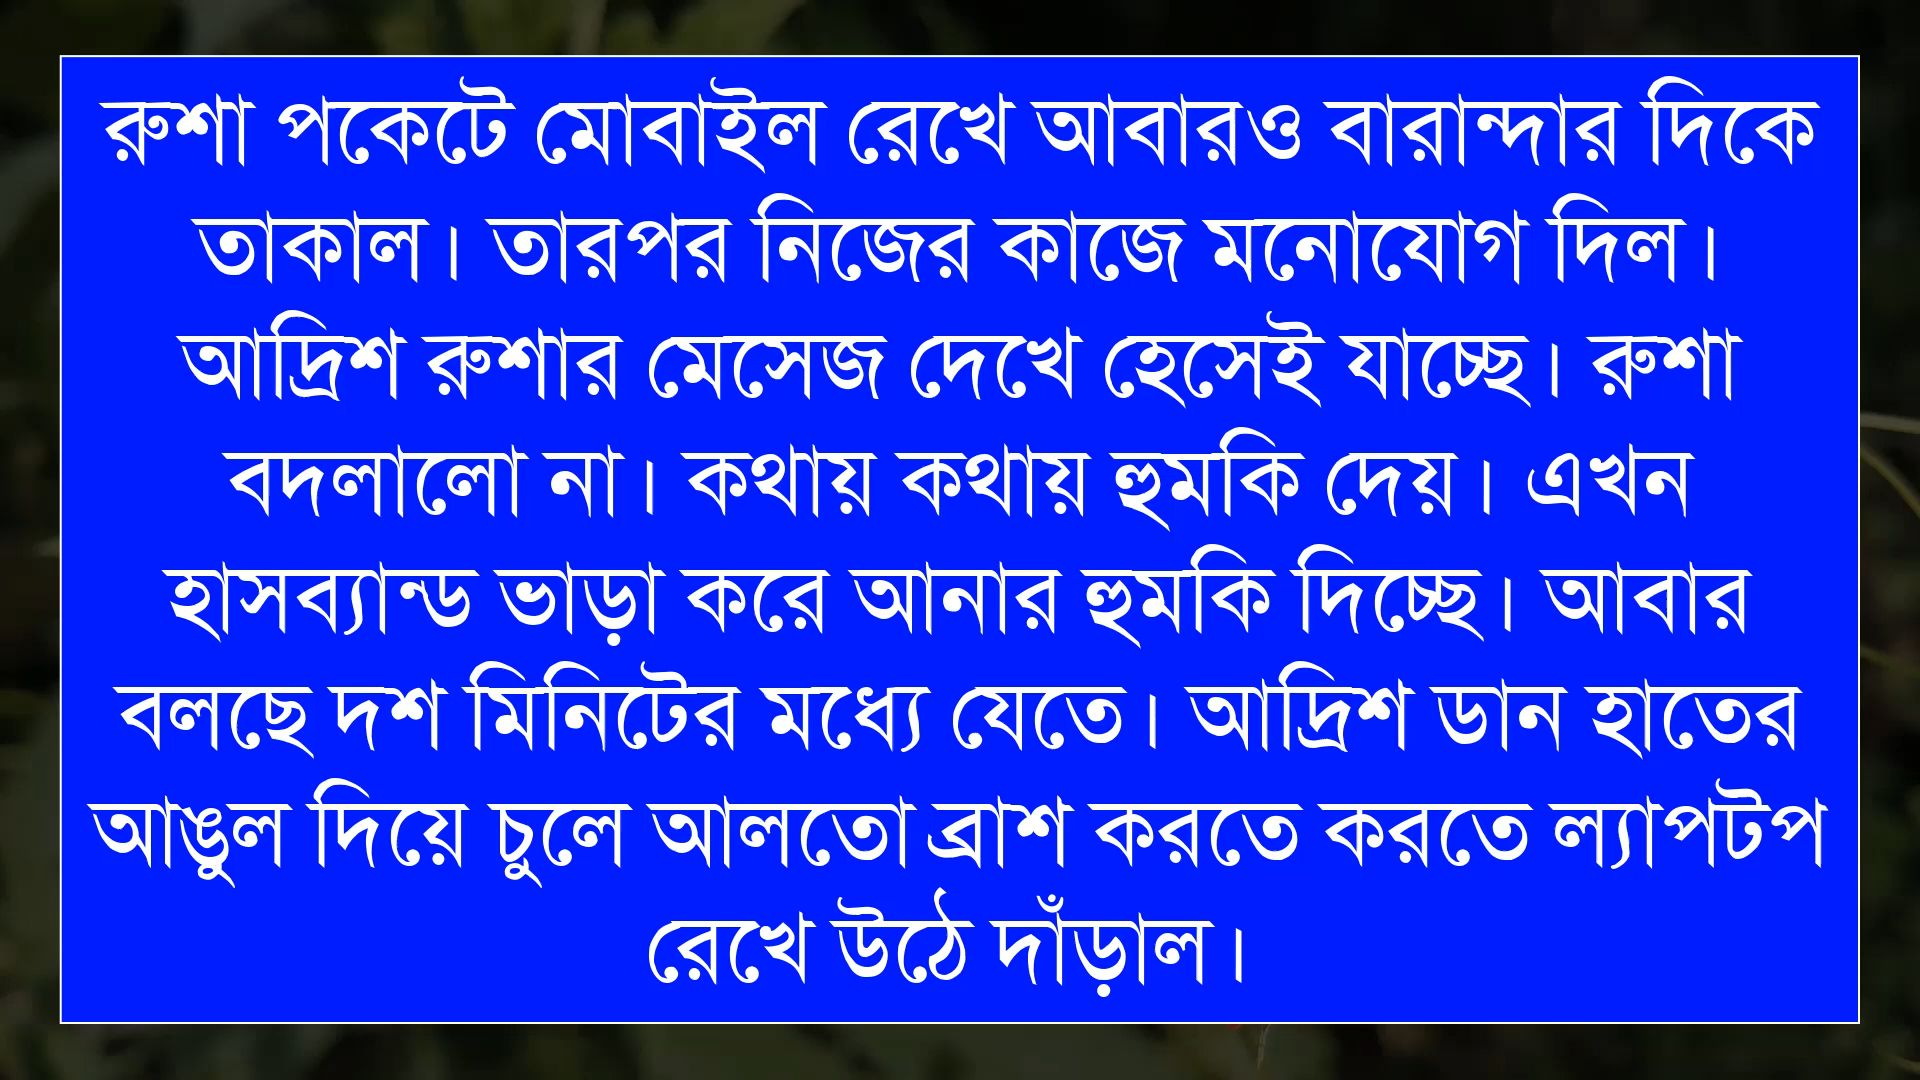 রুশা পকেটে মোবাইল রেখে আবারও বারান্দার দিকে
তাকাল। তারপর নিজের কাজে মনোযোগ দিল।
আদ্রিশ রুশার মেসেজ দেখে হেসেই যাচ্ছে। রুশা
বদলালো না। কথায় কথায় হুমকি দেয়। এখন
হাসব্যান্ড ভাড়া করে আনার হুমকি দিচ্ছে। আবার
বলছে দশ মিনিটের মধ্যে যেতে। আদ্রিশ ডান হাতের
আঙুল দিয়ে চুলে আলতো ব্রাশ করতে করতে ল্যাপটপ
রেখে উঠে দাঁড়াল।